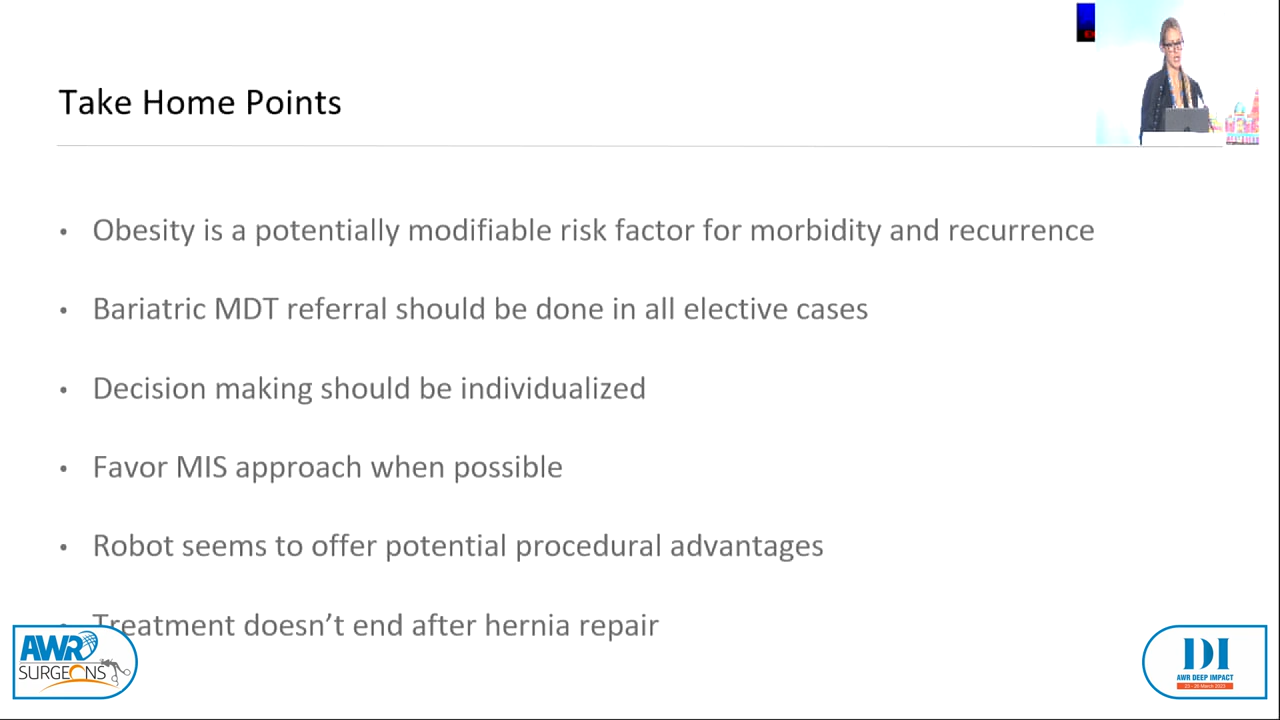 Take Home Points
• Obesity is a potentially modifiable risk factor for morbidity and recurrence
• Bariatric MDT referral should be done in all elective cases
• Decision making should be individualized
• Favor MIS approach when possible
• Robot seems to offer potential procedural advantages
• Treatment doesn’t end after hernia repair
AWR
SURGEONS
DI
AWR DEEP IMPACT